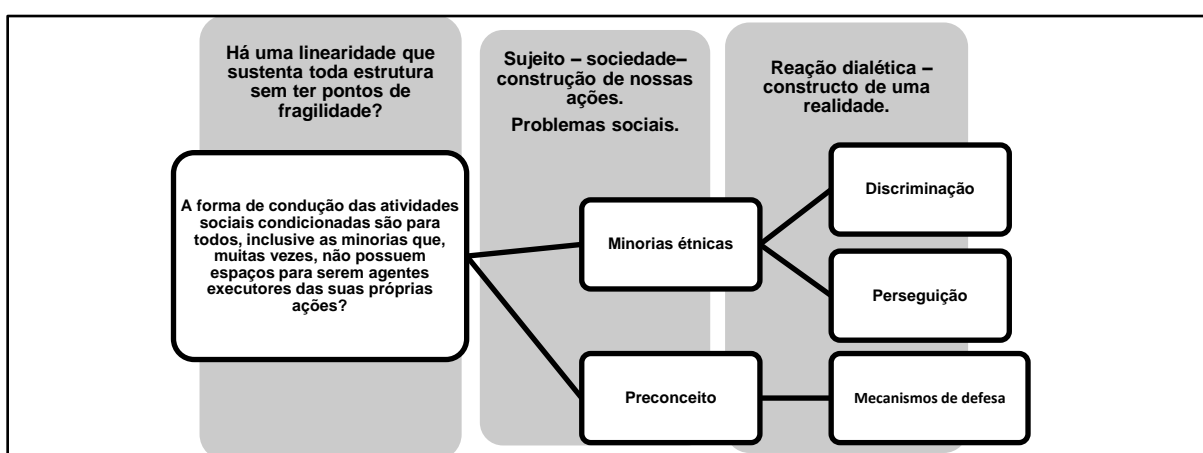 Há uma linearidade que
sustenta toda estrutura
sem ter pontos de
fragilidade?
A forma de condução das atividades
sociais condicionadas são para
todos, inclusive as minorias que,
muitas vezes, não possuem
espaços para serem agentes
executores das suas próprias
ações?
Sujeito – sociedade–
construção de nossas
ações.
Problemas sociais.
Minorias étnicas
Preconceito
Reação dialética –
constructo de uma
realidade.
Discriminação
Perseguição
Mecanismos de defesa